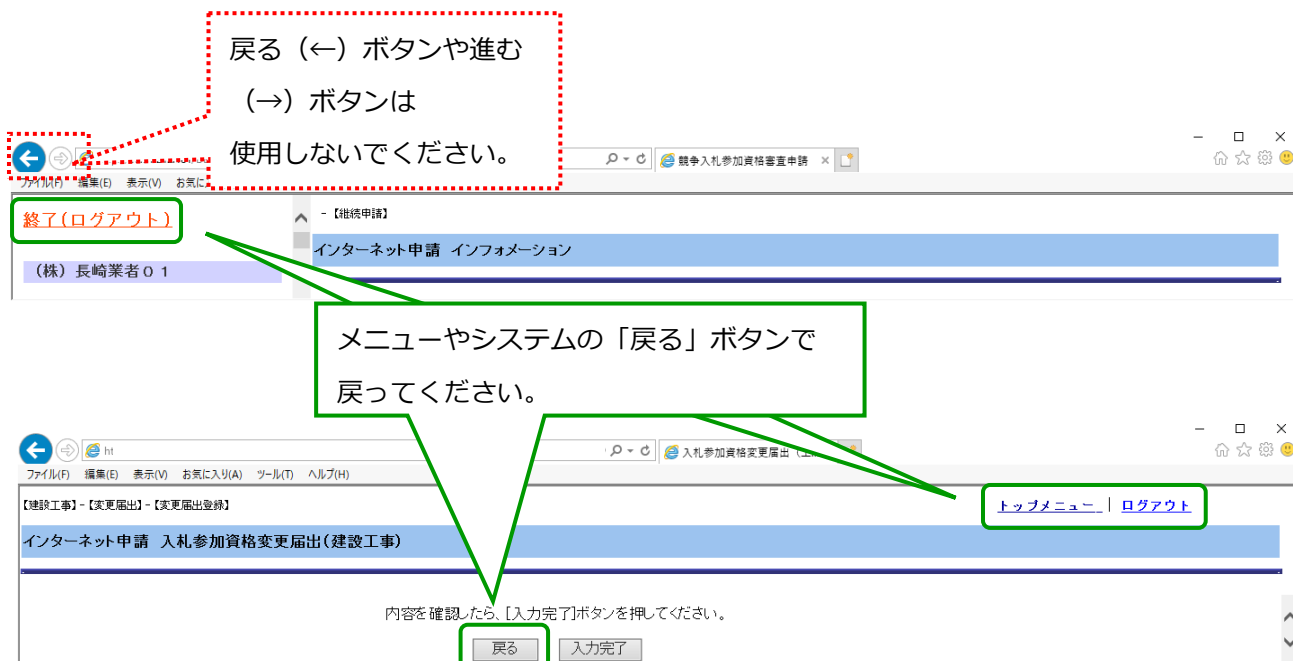 戻る（←）ボタンや進む
（→）ボタンは
使用しないでください。
競争入札参加資格審査申請 ×
ファイル(F) 編集(E) 表示(V) お気に
終了(ログアウト)
-【継続申請】
インターネット申請 インフォメーション
（株）長崎業者０１
メニューやシステムの「戻る」ボタンで
戻ってください。
ht
入札参加資格変更届出（工...
ファイル(F) 編集(E) 表示(V) お気に入り(A) ツール(T) ヘルプ(H)
【建設工事】-【変更届出】-【変更届出登録】
トップメニュー | ログアウト
インターネット申請 入札参加資格変更届出(建設工事)
内容を確認したら、[入力完了]ボタンを押してください。
戻る 入力完了